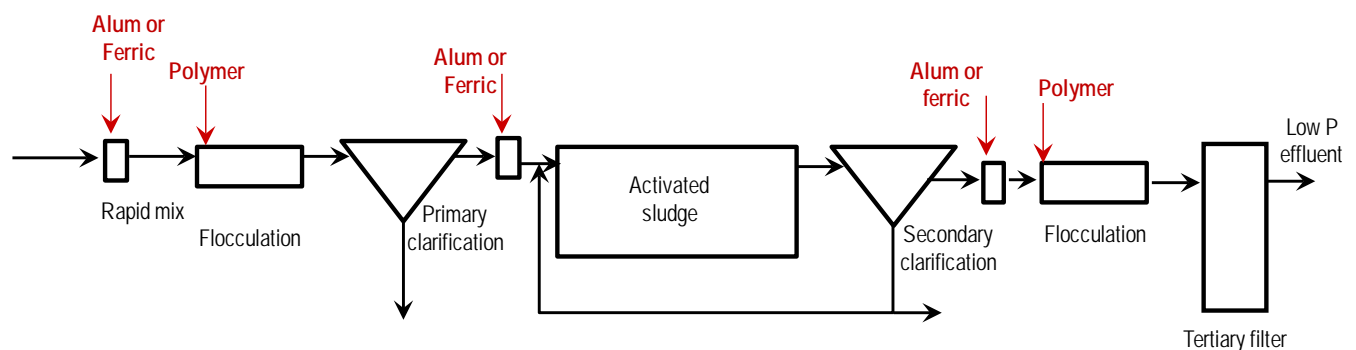 Alum or
Ferric
Polymer
Alum or
Ferric
Alum or
ferric
Polymer
Low P
effluent
Rapid mix
Flocculation
Primary
clarification
Activated
sludge
Secondary
clarification
Flocculation
Tertiary filter